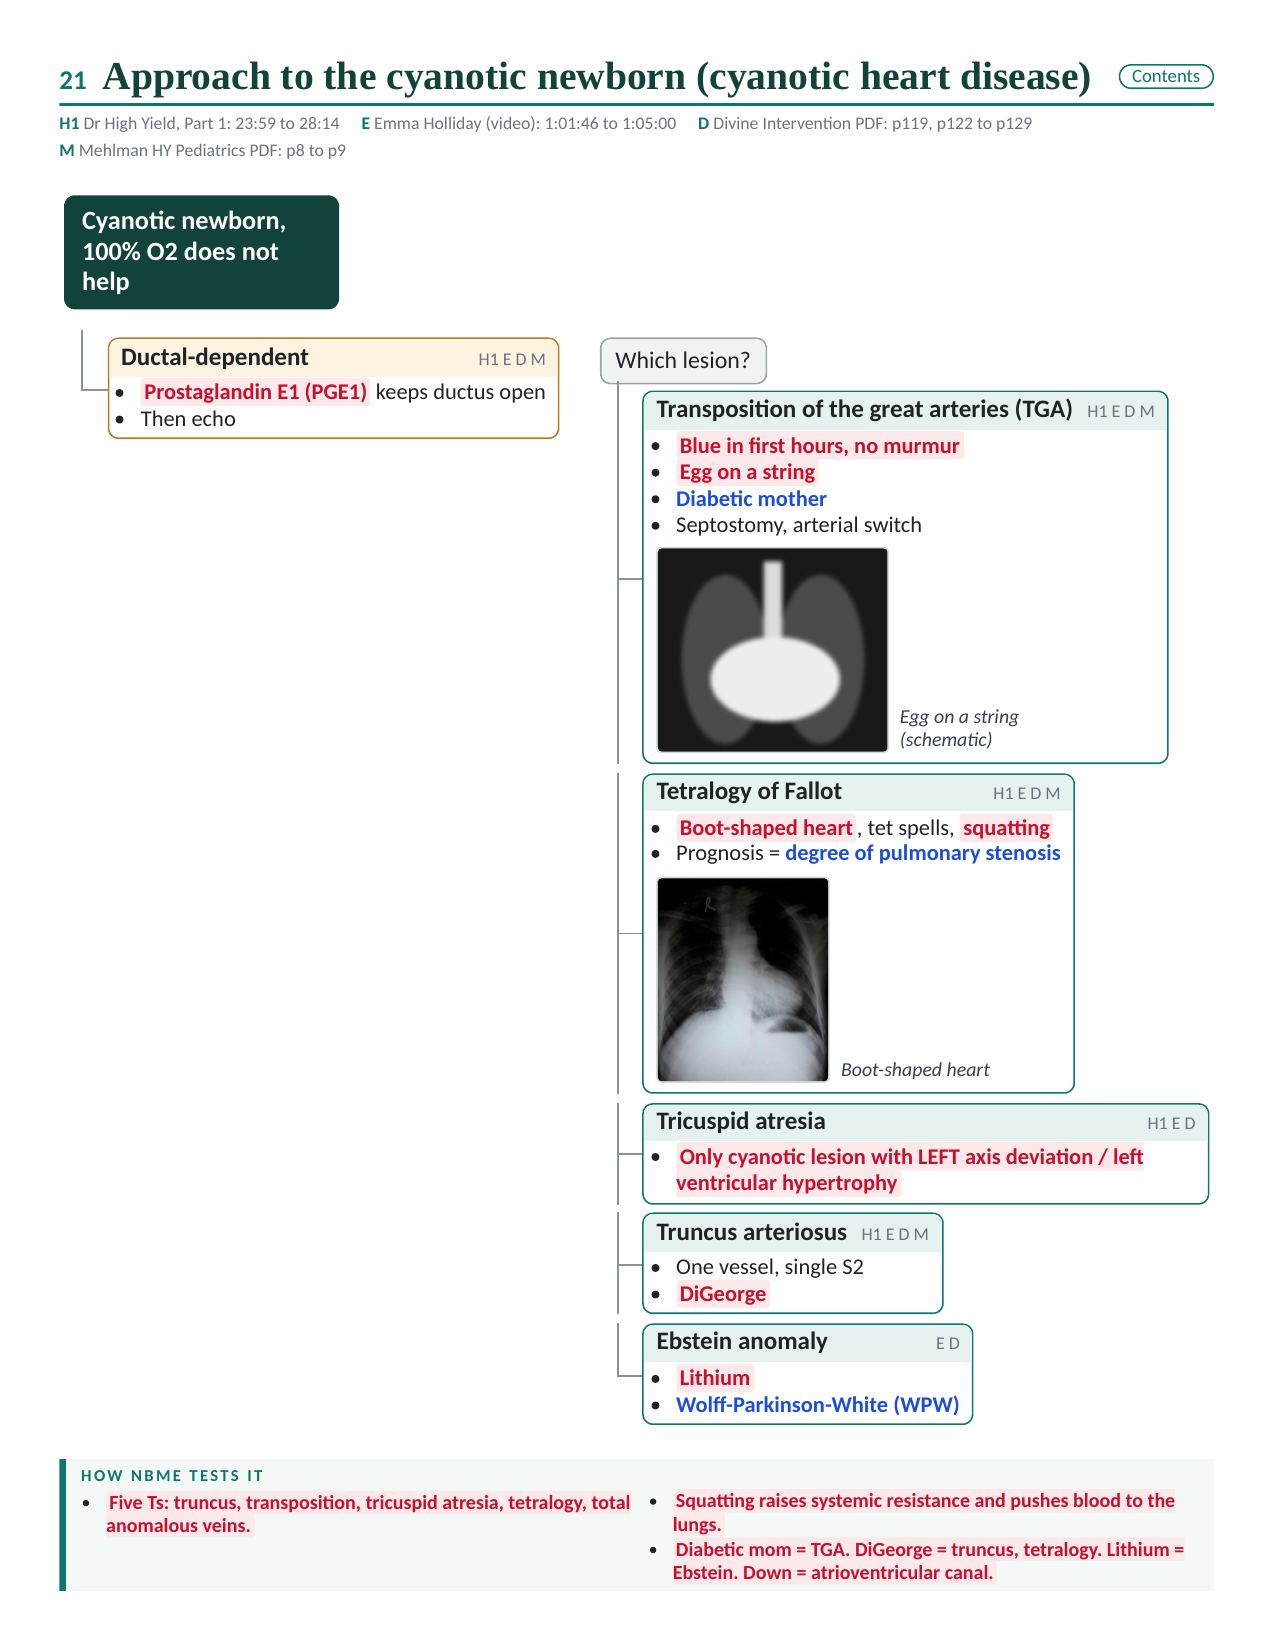 21 Approach to the cyanotic newborn (cyanotic heart disease) Contents
H1 Dr High Yield, Part 1: 23:59 to 28:14 E Emma Holliday (video): 1:01:46 to 1:05:00 D Divine Intervention PDF: p119, p122 to p129
M Mehlman HY Pediatrics PDF: p8 to p9
Cyanotic newborn,
100% O2 does not
help
Ductal-dependent H1 E D M
• Prostaglandin E1 (PGE1) keeps ductus open
• Then echo
Which lesion?
Transposition of the great arteries (TGA) H1 E D M
• Blue in first hours, no murmur
• Egg on a string
• Diabetic mother
• Septostomy, arterial switch
Egg on a string
(schematic)
Tetralogy of Fallot H1 E D M
• Boot-shaped heart, tet spells, squatting
• Prognosis = degree of pulmonary stenosis
R
Boot-shaped heart
Tricuspid atresia H1 E D
• Only cyanotic lesion with LEFT axis deviation / left
ventricular hypertrophy
Truncus arteriosus H1 E D M
• One vessel, single S2
• DiGeorge
Ebstein anomaly E D
• Lithium
• Wolff-Parkinson-White (WPW)
HOW NBME TESTS IT
• Five Ts: truncus, transposition, tricuspid atresia, tetralogy, total
anomalous veins.
• Squatting raises systemic resistance and pushes blood to the
lungs.
• Diabetic mom = TGA. DiGeorge = truncus, tetralogy. Lithium =
Ebstein. Down = atrioventricular canal.